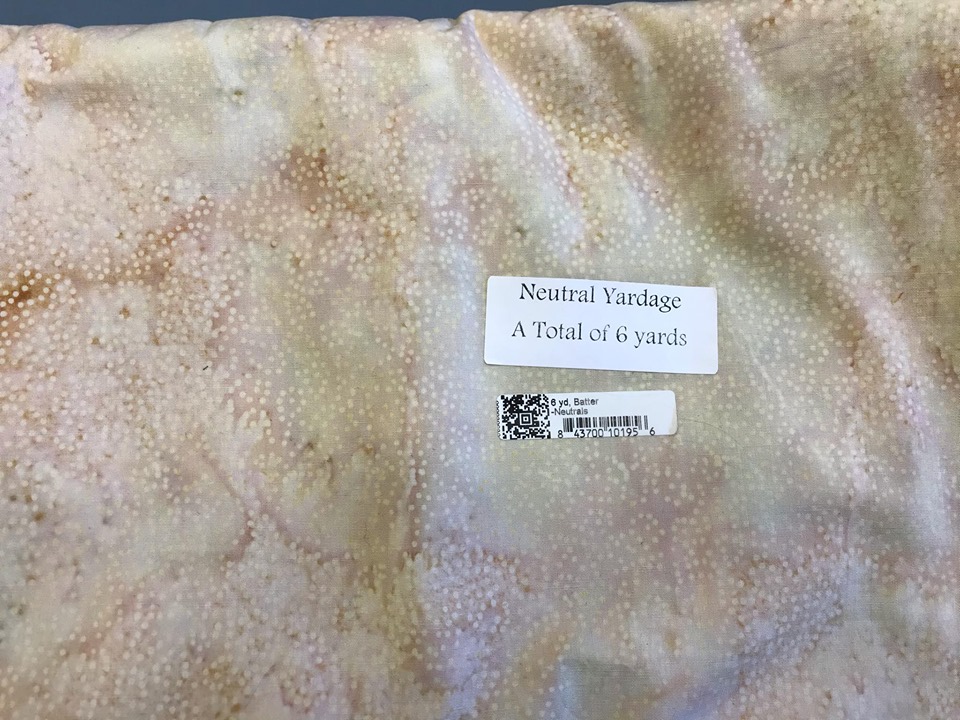 Neutral Yardage
A Total of 6 yards
6 yd, Batter
-Neutrals
8 43700 10195 6